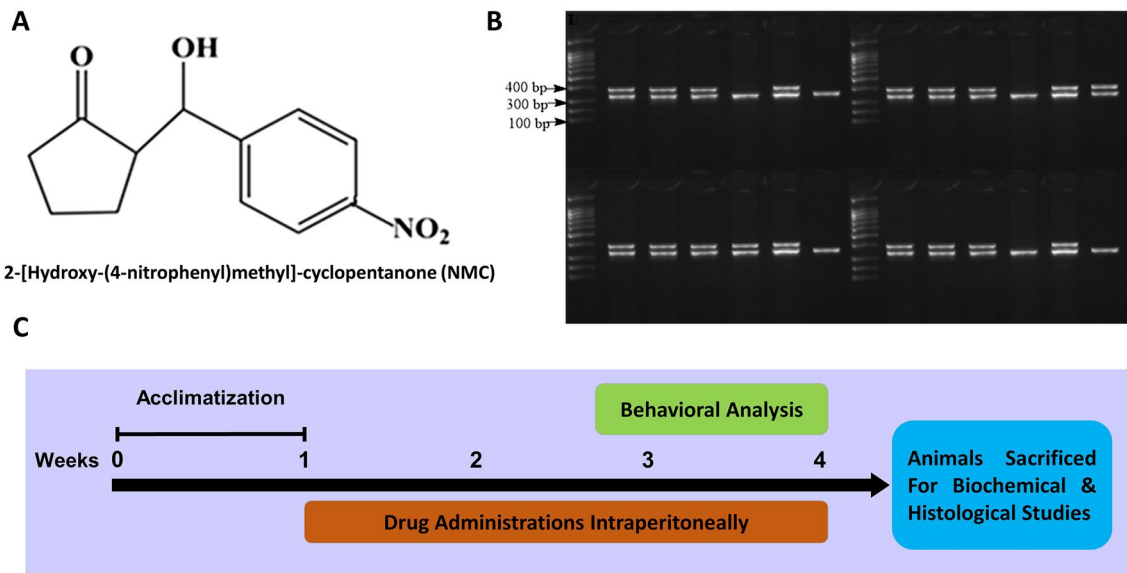 A
O
OH
NO₂
2-[Hydroxy-(4-nitrophenyl)methyl]-cyclopentanone (NMC)
B
L
400 bp
300 bp
100 bp
C
Acclimatization
Behavioral Analysis
Weeks 0 1 2 3 4
Drug Administrations Intraperitoneally
Animals Sacrificed
For Biochemical &
Histological Studies